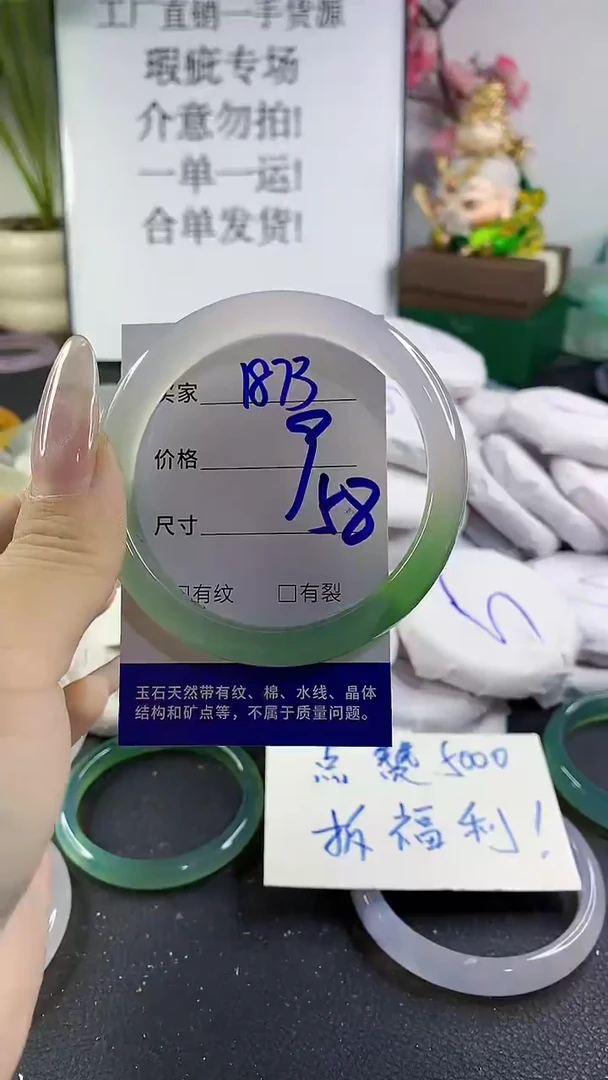 工厂直销一手货源
瑕疵专场
介意勿拍!
一单一运!
合单发货!
买家 1873
价格
尺寸 58
□有纹 □有裂
玉石天然带有纹、棉、水线、晶体
结构和矿点等，不属于质量问题。
点赞5000
拆福利!